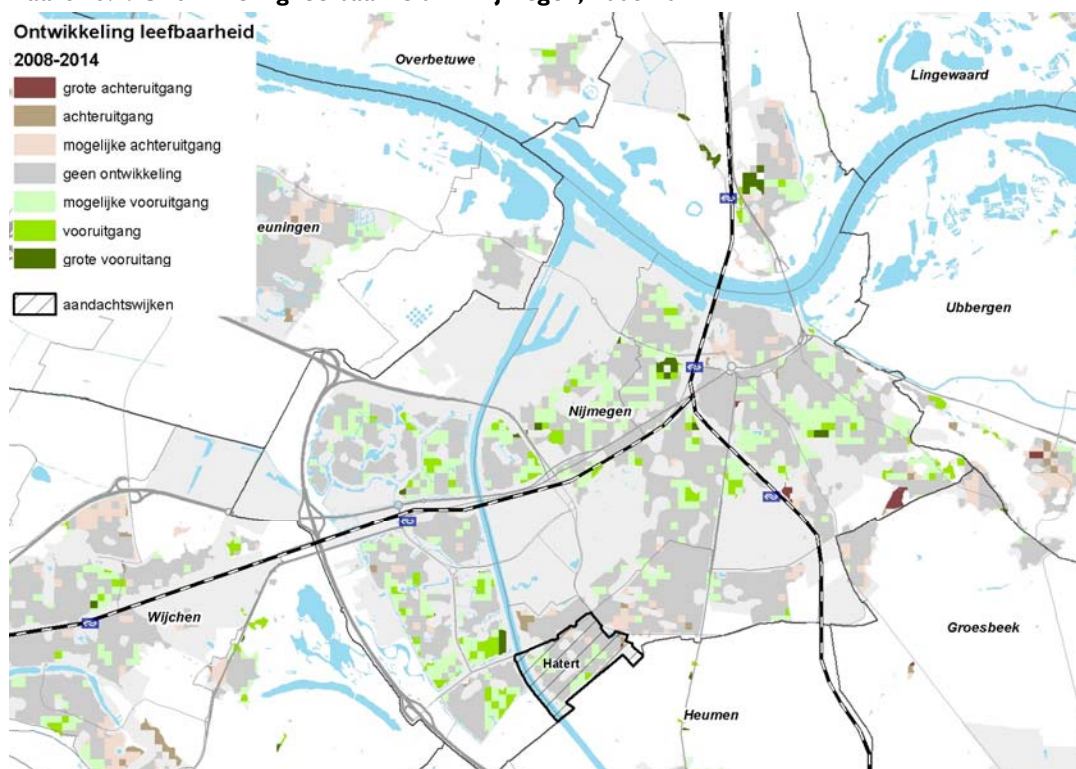 Ontwikkeling leefbaarheid
2008-2014
grote achteruitgang
achteruitgang
mogelijke achteruitgang
geen ontwikkeling
mogelijke vooruitgang
vooruitgang
grote vooruitang
aandachtswijken
Overbetuwe
Lingewaard
euningen
Ubbergen
Nijmegen
Wijchen
Hatert
Groesbeek
Heumen